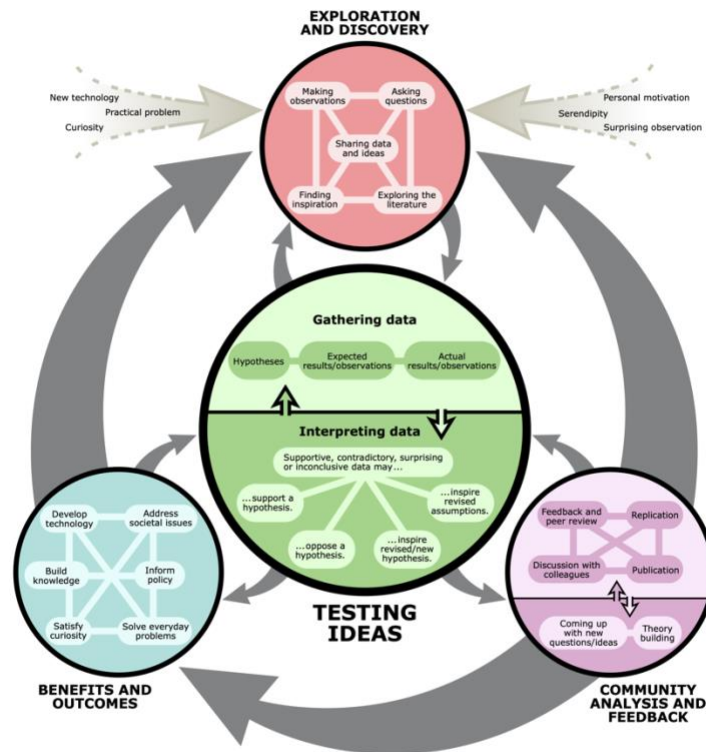 EXPLORATION
AND DISCOVERY
New technology
Practical problem
Curiosity
Personal motivation
Serendipity
Surprising observation
Making
observations
Asking
questions
Sharing data
and ideas
Finding
inspiration
Exploring the
literature
Gathering data
Hypotheses
Expected
results/observations
Actual
results/observations
Interpreting data
Supportive, contradictory, surprising
or inconclusive data may...
...support a
hypothesis.
...oppose a
hypothesis.
...inspire
revised/new
hypothesis.
...inspire
revised
assumptions.
TESTING
IDEAS
Develop
technology
Address
societal issues
Build
knowledge
Inform
policy
Satisfy
curiosity
Solve everyday
problems
BENEFITS AND
OUTCOMES
Feedback and
peer review
Replication
Discussion with
colleagues
Publication
Coming up
with new
questions/ideas
Theory
building
COMMUNITY
ANALYSIS AND
FEEDBACK